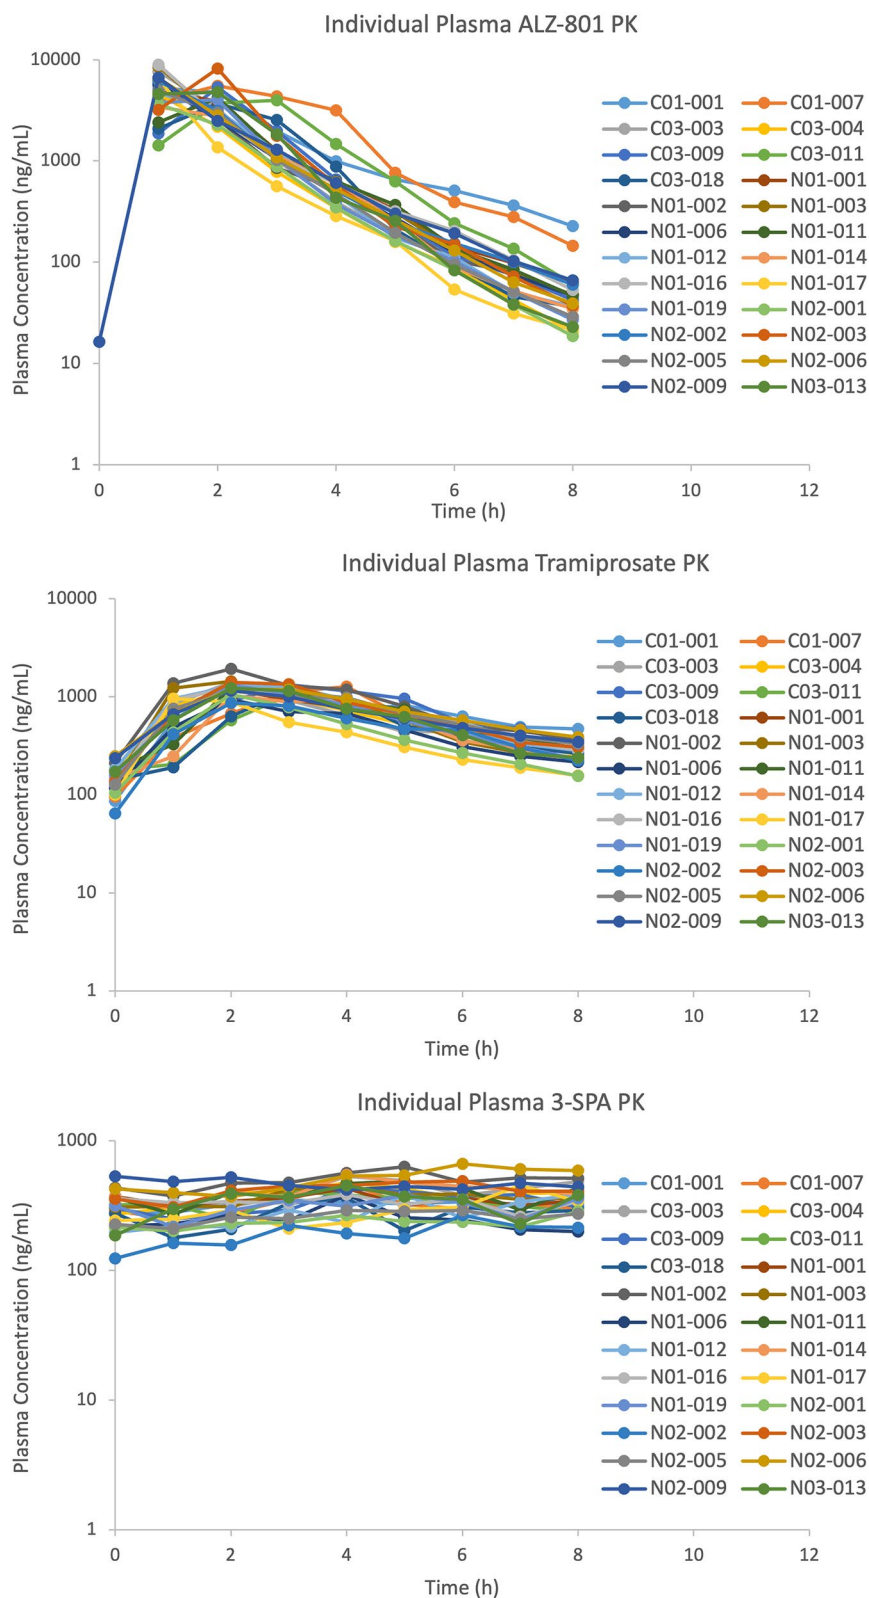 Individual Plasma ALZ-801 PK
Plasma Concentration (ng/mL)
10000
1000
100
10
1
0 2 4 6 8 10 12
Time (h)
C01-001 C01-007
C03-003 C03-004
C03-009 C03-011
C03-018 N01-001
N01-002 N01-003
N01-006 N01-011
N01-012 N01-014
N01-016 N01-017
N01-019 N02-001
N02-002 N02-003
N02-005 N02-006
N02-009 N03-013
Individual Plasma Tramiprosate PK
Plasma Concentration (ng/mL)
10000
1000
100
10
1
0 2 4 6 8 10 12
Time (h)
C01-001 C01-007
C03-003 C03-004
C03-009 C03-011
C03-018 N01-001
N01-002 N01-003
N01-006 N01-011
N01-012 N01-014
N01-016 N01-017
N01-019 N02-001
N02-002 N02-003
N02-005 N02-006
N02-009 N03-013
Individual Plasma 3-SPA PK
Plasma Concentration (ng/mL)
1000
100
10
1
0 2 4 6 8 10 12
Time (h)
C01-001 C01-007
C03-003 C03-004
C03-009 C03-011
C03-018 N01-001
N01-002 N01-003
N01-006 N01-011
N01-012 N01-014
N01-016 N01-017
N01-019 N02-001
N02-002 N02-003
N02-005 N02-006
N02-009 N03-013